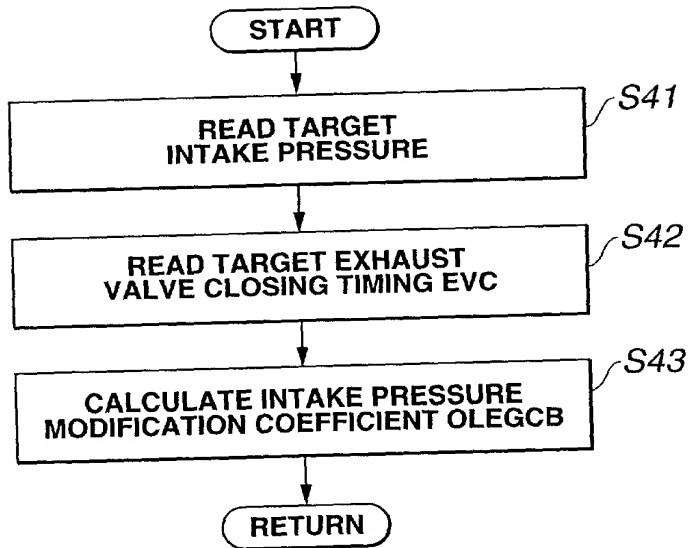 START
READ TARGET
INTAKE PRESSURE
S41
READ TARGET EXHAUST
VALVE CLOSING TIMING EVC
S42
CALCULATE INTAKE PRESSURE
MODIFICATION COEFFICIENT OLEGCB
S43
RETURN